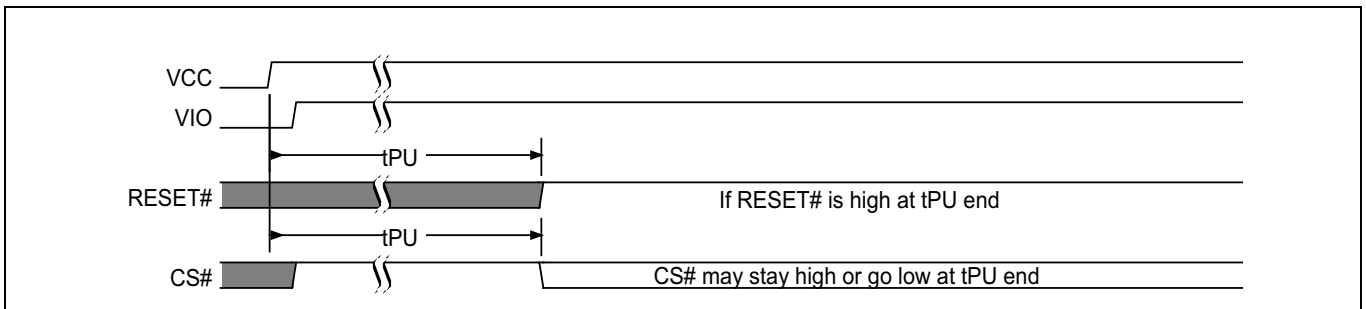 VCC
VIO
tPU
RESET# If RESET# is high at tPU end
tPU
CS# CS# may stay high or go low at tPU end